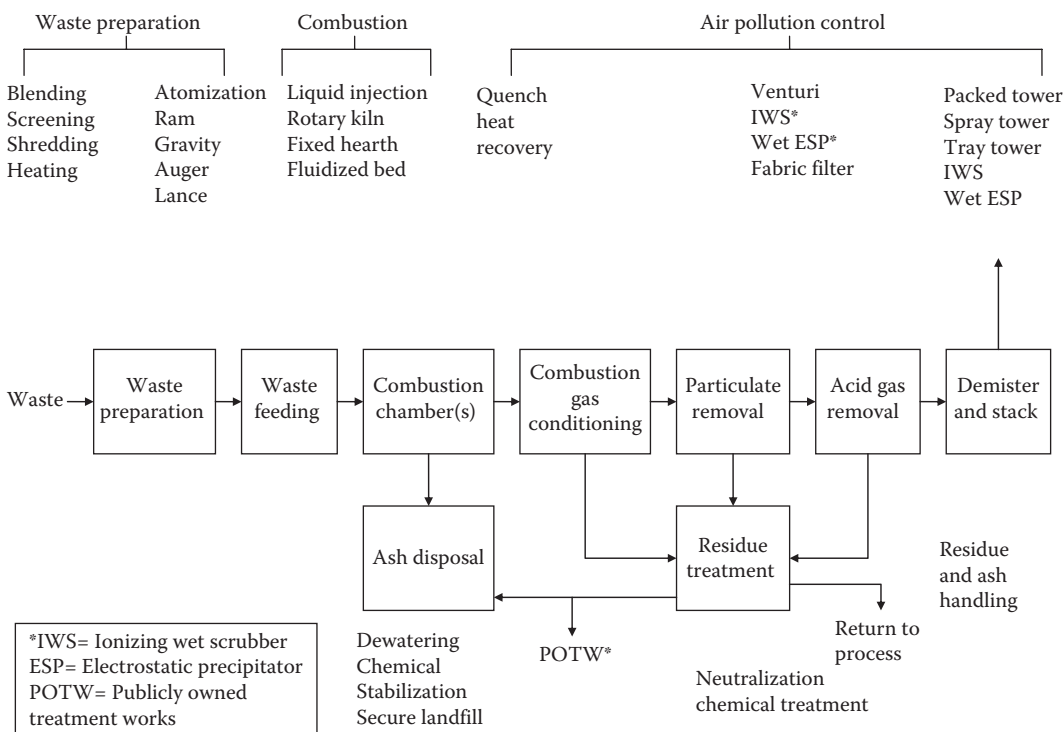 Waste preparation
Combustion
Air pollution control
Blending
Screening
Shredding
Heating
Atomization
Ram
Gravity
Auger
Lance
Liquid injection
Rotary kiln
Fixed hearth
Fluidized bed
Quench
heat
recovery
Venturi
IWS*
Wet ESP*
Fabric filter
Packed tower
Spray tower
Tray tower
IWS
Wet ESP
Waste
Waste
preparation
Waste
feeding
Combustion
chamber(s)
Combustion
gas
conditioning
Particulate
removal
Acid gas
removal
Demister
and stack
Ash disposal
Residue
treatment
Residue
and ash
handling
Dewatering
Chemical
Stabilization
Secure landfill
POTW*
Neutralization
chemical treatment
Return to
process
*IWS= Ionizing wet scrubber
ESP= Electrostatic precipitator
POTW= Publicly owned
treatment works